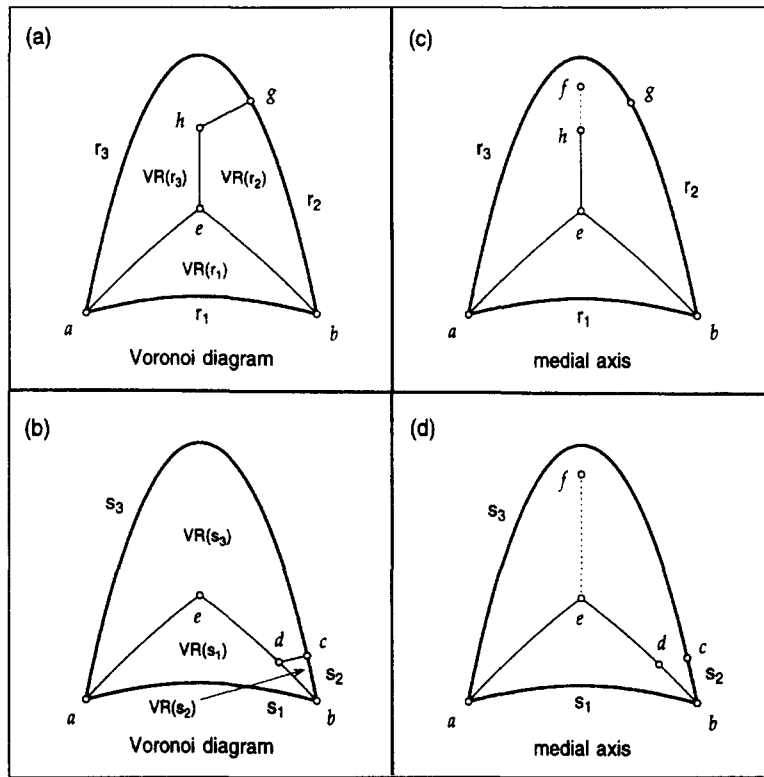 (a)
g
h
r3
VR(r3) VR(r2)
r2
e
VR(r1)
a
r1
b
Voronoi diagram
(c)
f
g
h
r3
r2
e
a
r1
b
medial axis
(b)
s3
VR(s3)
e
d
c
VR(s1)
s2
a
VR(s2)
s1
b
Voronoi diagram
(d)
f
s3
e
d
c
s2
a
s1
b
medial axis